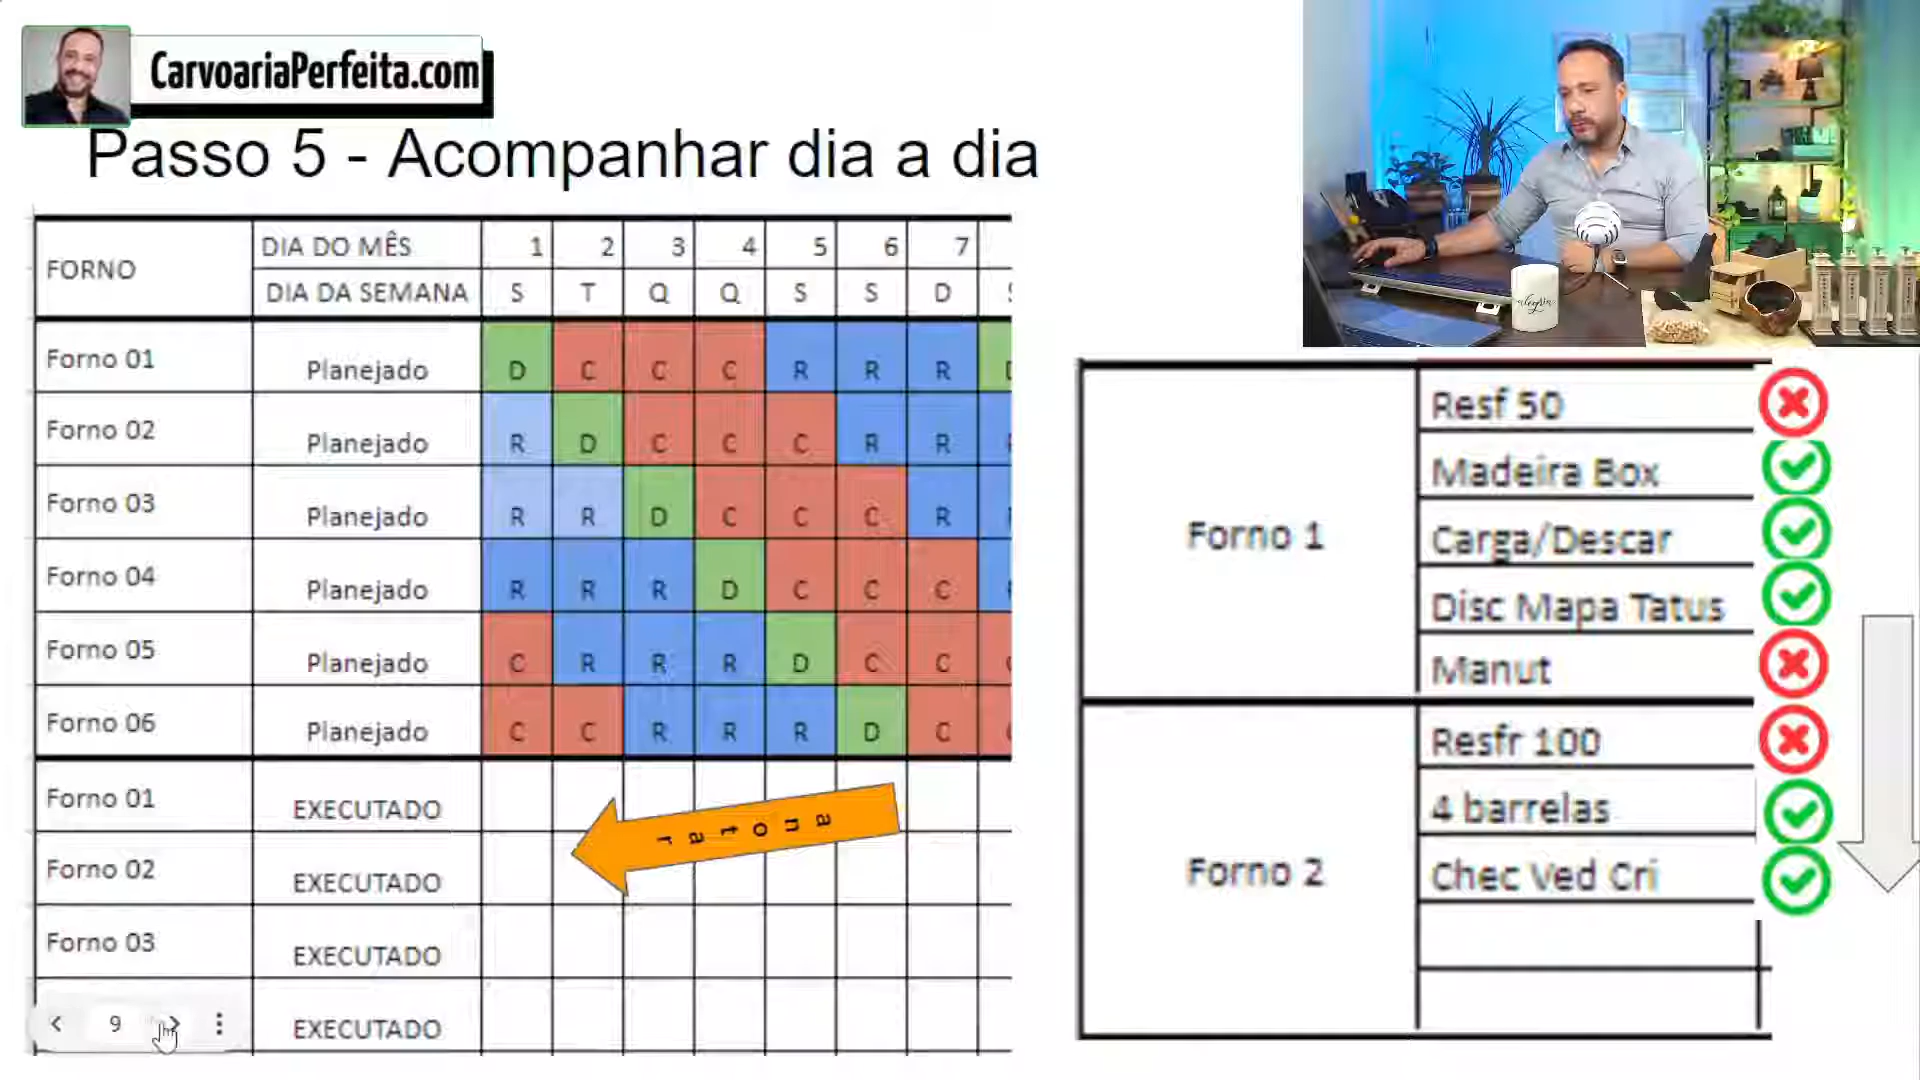 CarvoariaPerfeita.com
Passo 5 - Acompanhar dia a dia
FORNO DIA DO MÊS 1 2 3 4 5 6 7
DIA DA SEMANA S T Q Q S S D
Forno 01 Planejado D C C C R R R
Forno 02 Planejado R D C C C R R
Forno 03 Planejado R R D C C C R
Forno 04 Planejado R R R D C C C
Forno 05 Planejado C R R R D C C
Forno 06 Planejado C C R R R D C
Forno 01 EXECUTADO
anotar
Forno 02 EXECUTADO
Forno 03 EXECUTADO
EXECUTADO
9
alegria
Forno 1
Resf 50
Madeira Box
Carga/Descar
Disc Mapa Tatus
Manut
Forno 2
Resfr 100
4 barrelas
Chec Ved Cri